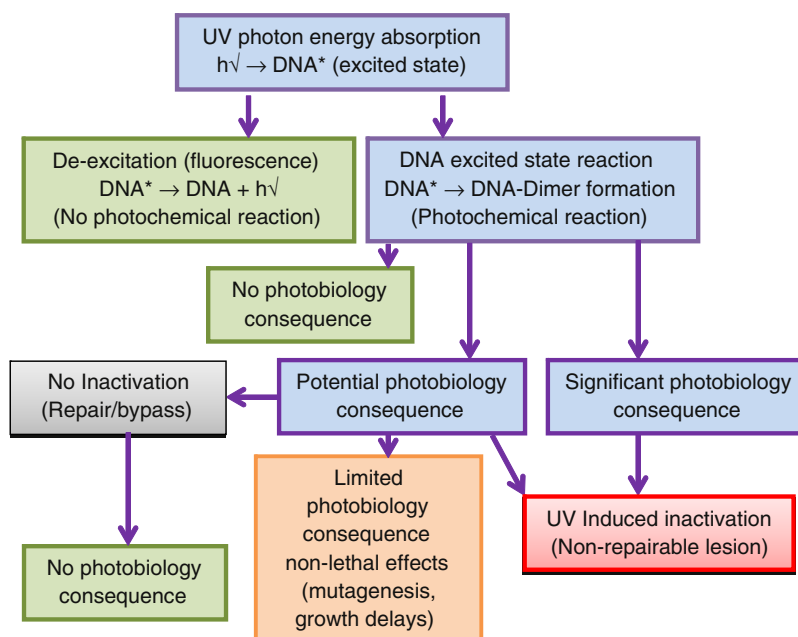 UV photon energy absorption
h√ → DNA* (excited state)
De-excitation (fluorescence)
DNA* → DNA + h√
(No photochemical reaction)
DNA excited state reaction
DNA* → DNA-Dimer formation
(Photochemical reaction)
No photobiology
consequence
No Inactivation
(Repair/bypass)
Potential photobiology
consequence
Significant photobiology
consequence
Limited
photobiology
consequence
non-lethal effects
(mutagenesis,
growth delays)
UV Induced inactivation
(Non-repairable lesion)
No photobiology
consequence